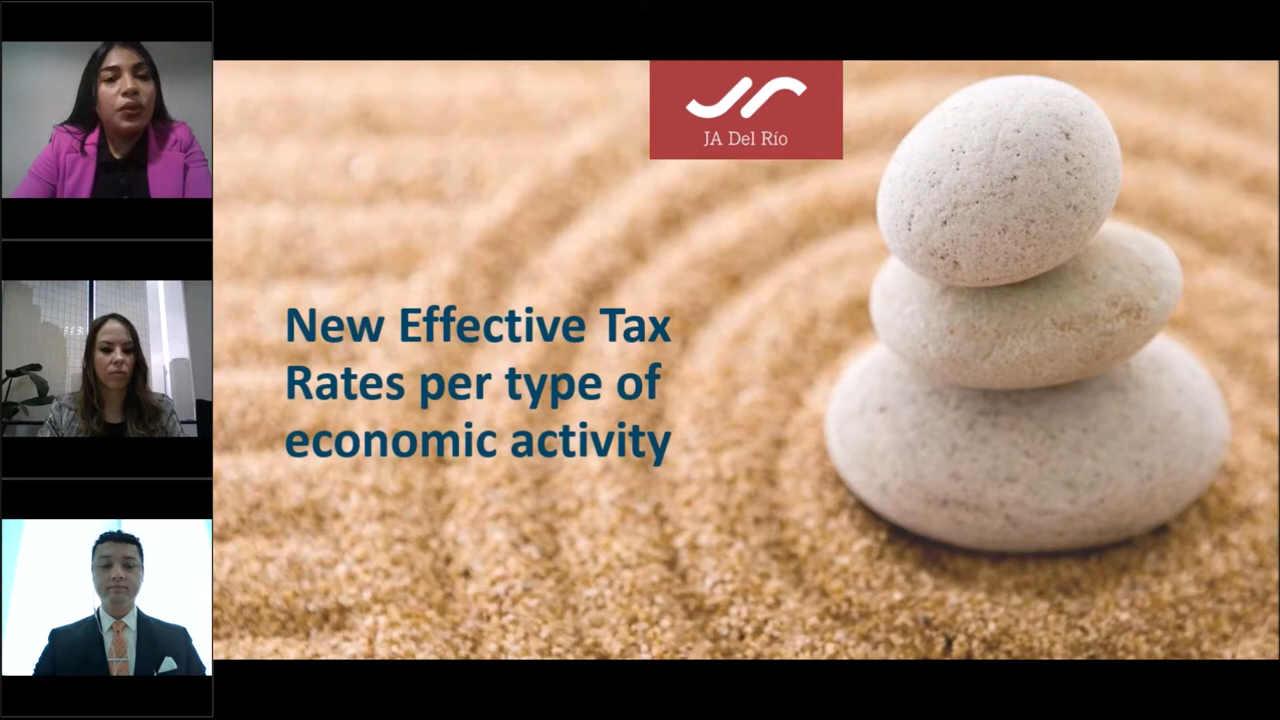 JA Del Río
New Effective Tax
Rates per type of
economic activity